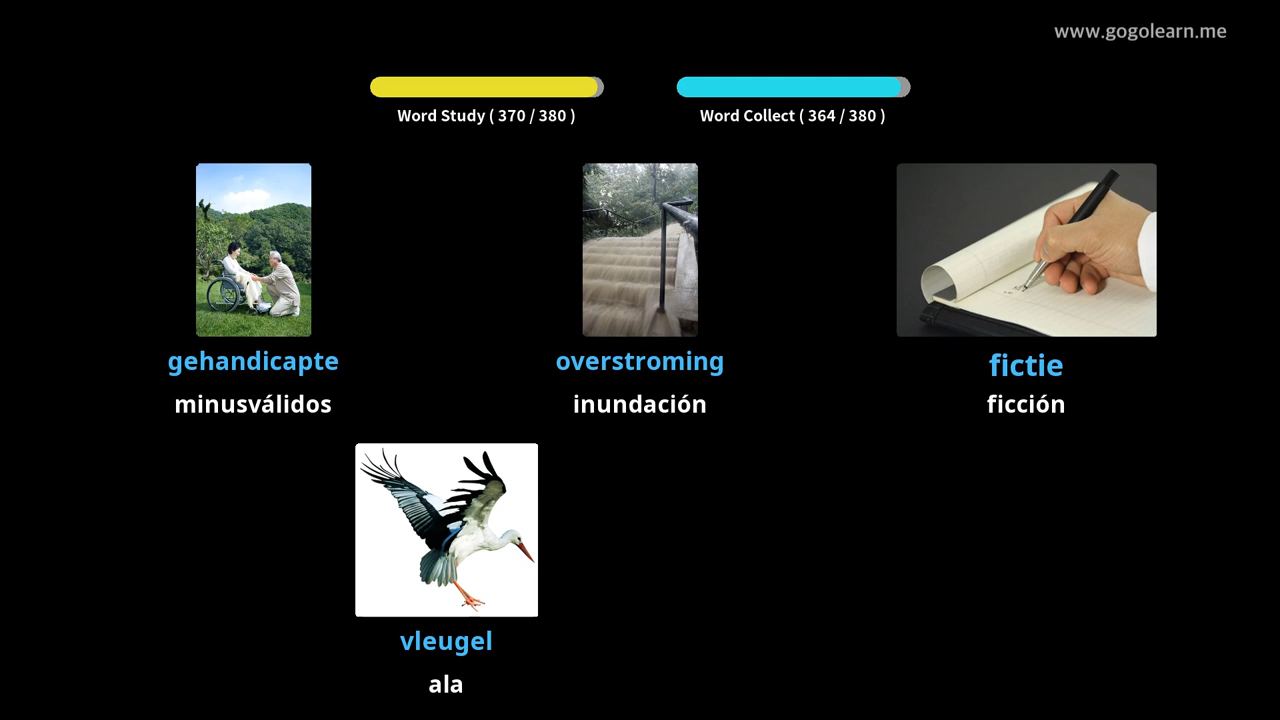 www.gogolearn.me
Word Study ( 370 / 380 )
Word Collect ( 364 / 380 )
gehandicapte
minusválidos
overstroming
inundación
fictie
ficción
vleugel
ala